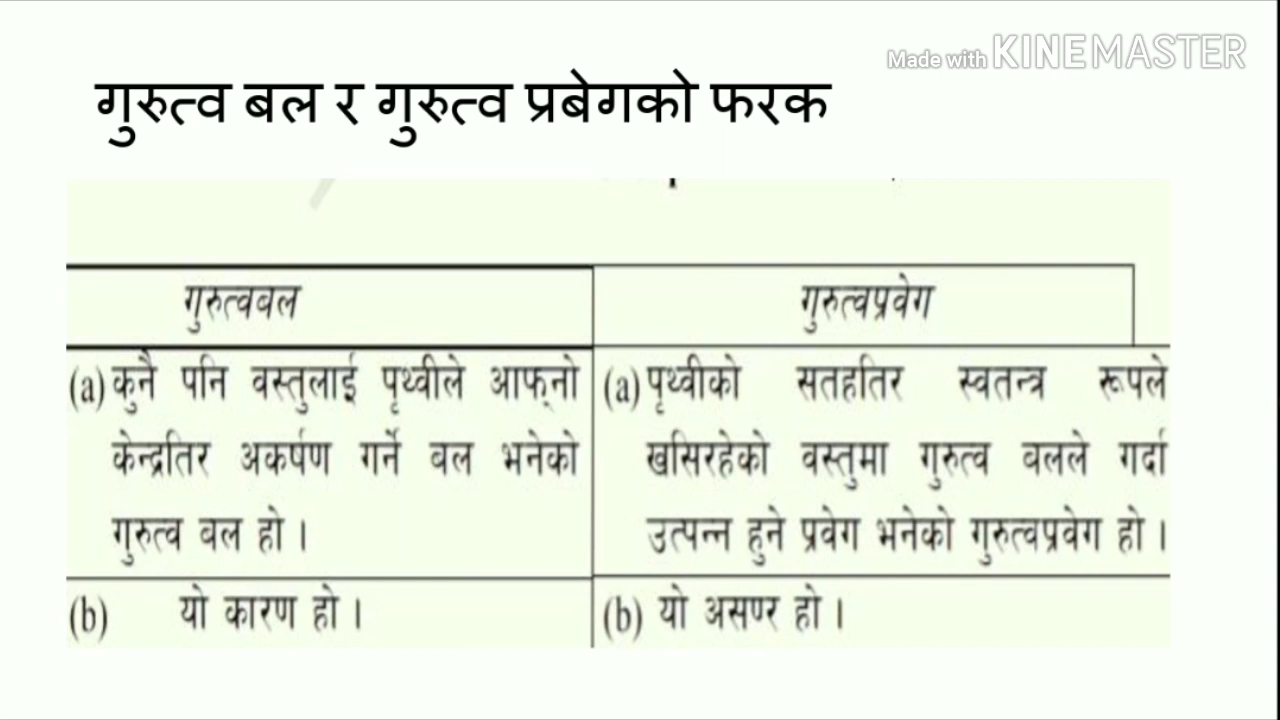 Made with KINEMASTER
गुरुत्व बल र गुरुत्व प्रबेगको फरक
गुरुत्वबल
गुरुत्वप्रवेग
(a) कुनै पनि वस्तुलाई पृथ्वीले आफ्नो
केन्द्रतिर अकर्षण गर्ने बल भनेको
गुरुत्व बल हो ।
(a) पृथ्वीको सतहतिर स्वतन्त्र रूपले
खसिरहेको वस्तुमा गुरुत्व बलले गर्दा
उत्पन्न हुने प्रवेग भनेको गुरुत्वप्रवेग हो ।
(b) यो कारण हो ।
(b) यो असण्र हो ।